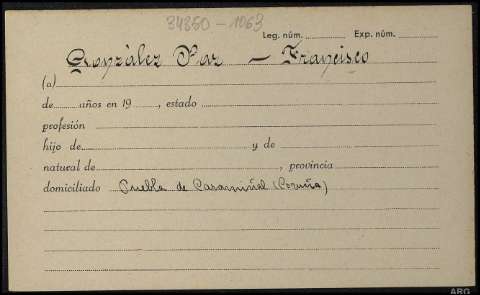 34850-1063
Leg. núm. Exp. núm.
González Paz - Francisco
(a)
de años en 19 , estado
profesión
hijo de y de
natural de , provincia
domiciliado Puebla de Caramiñal (Coruña)
ARG